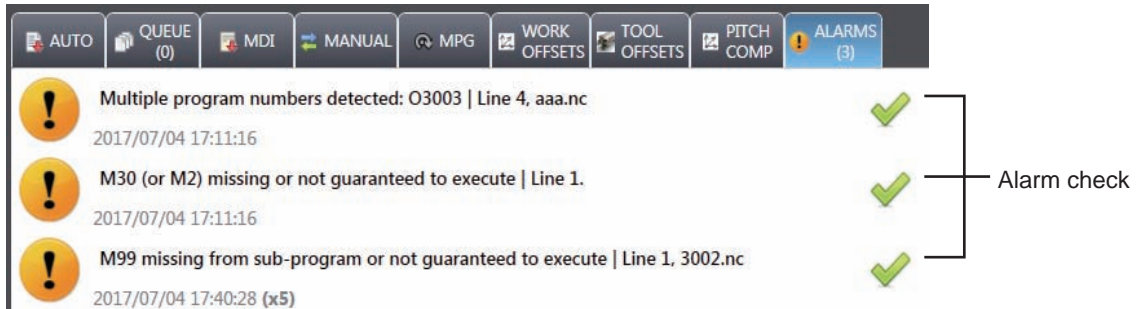 AUTO
QUEUE
(0)
MDI
MANUAL
MPG
WORK
OFFSETS
TOOL
OFFSETS
PITCH
COMP
ALARMS
(3)
Multiple program numbers detected: O3003 | Line 4, aaa.nc
2017/07/04 17:11:16
M30 (or M2) missing or not guaranteed to execute | Line 1.
2017/07/04 17:11:16
M99 missing from sub-program or not guaranteed to execute | Line 1, 3002.nc
2017/07/04 17:40:28 (x5)
Alarm check